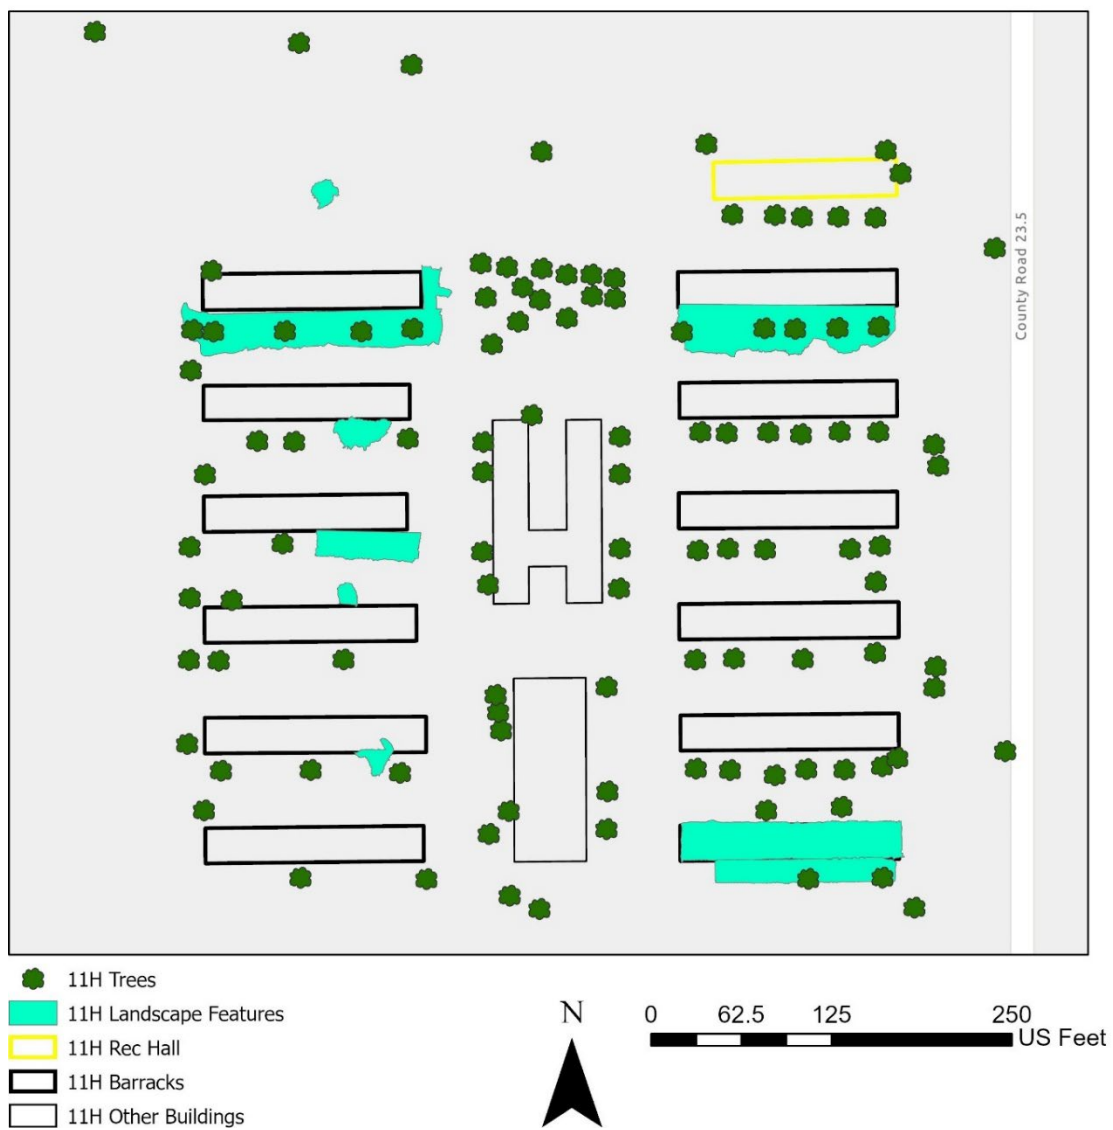 County Road 23.5
11H Trees
11H Landscape Features
11H Rec Hall
11H Barracks
11H Other Buildings
N
0 62.5 125 250
US Feet